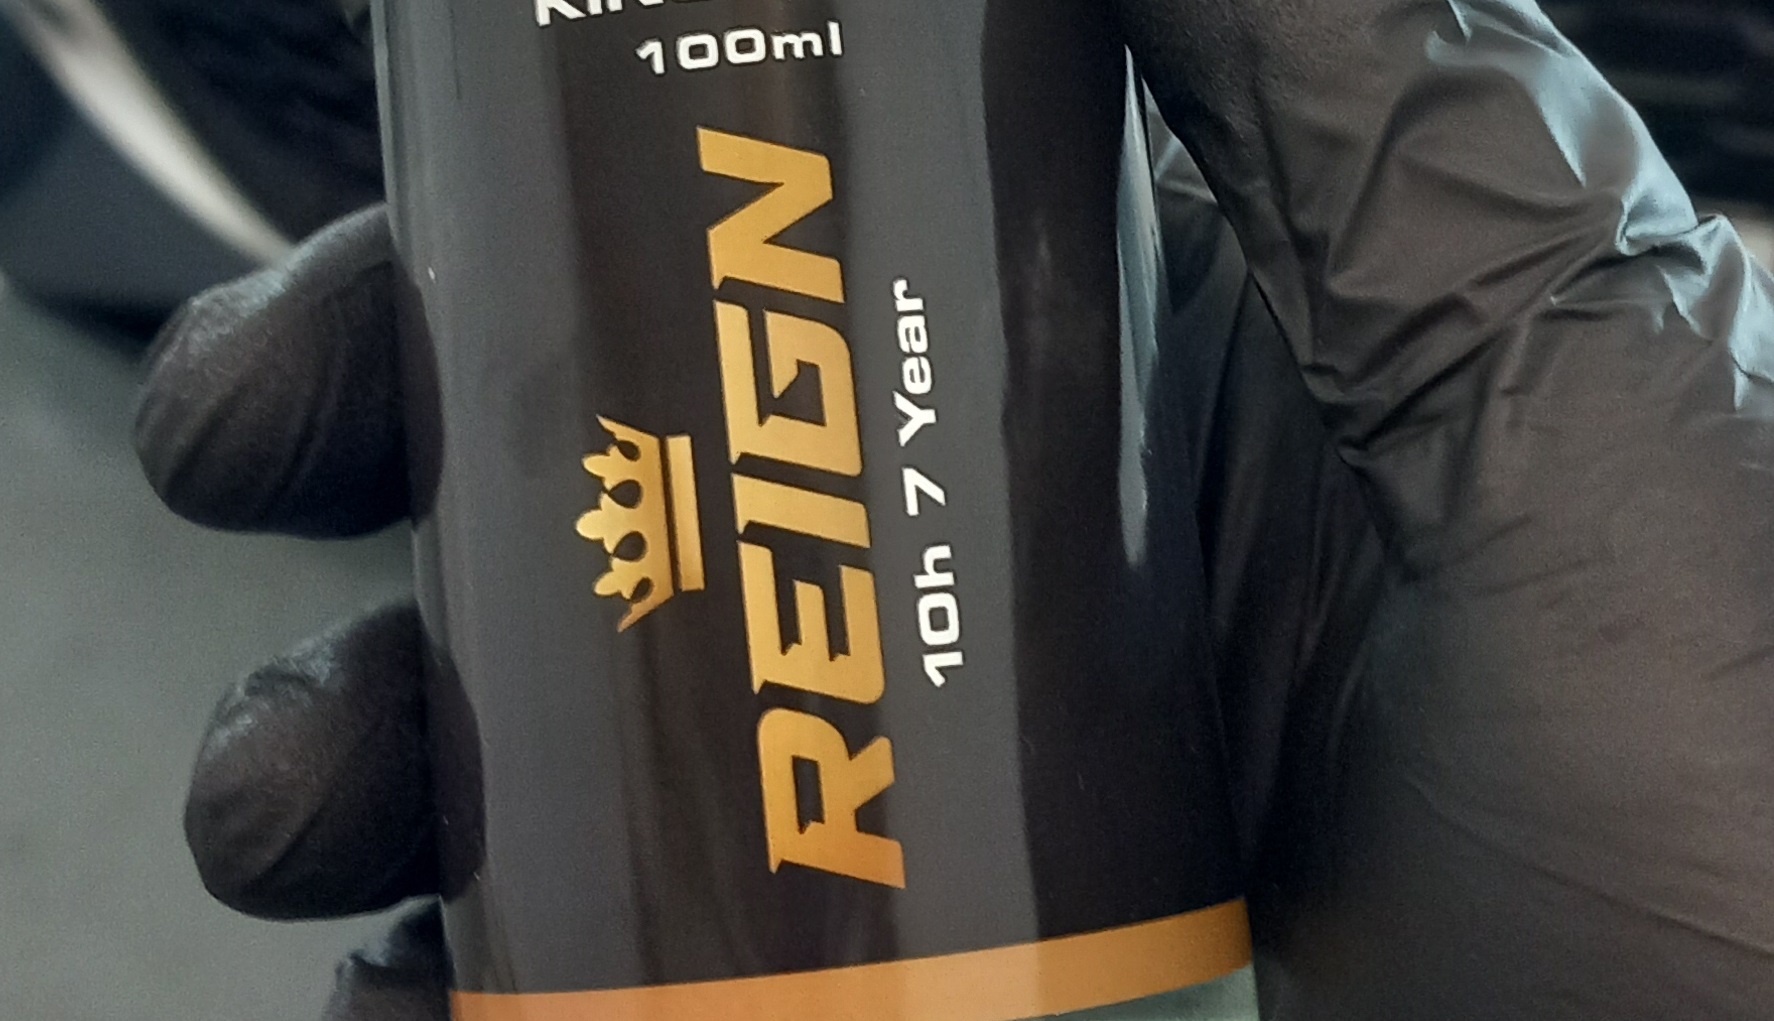 100ml
REIGN
10h 7 Year